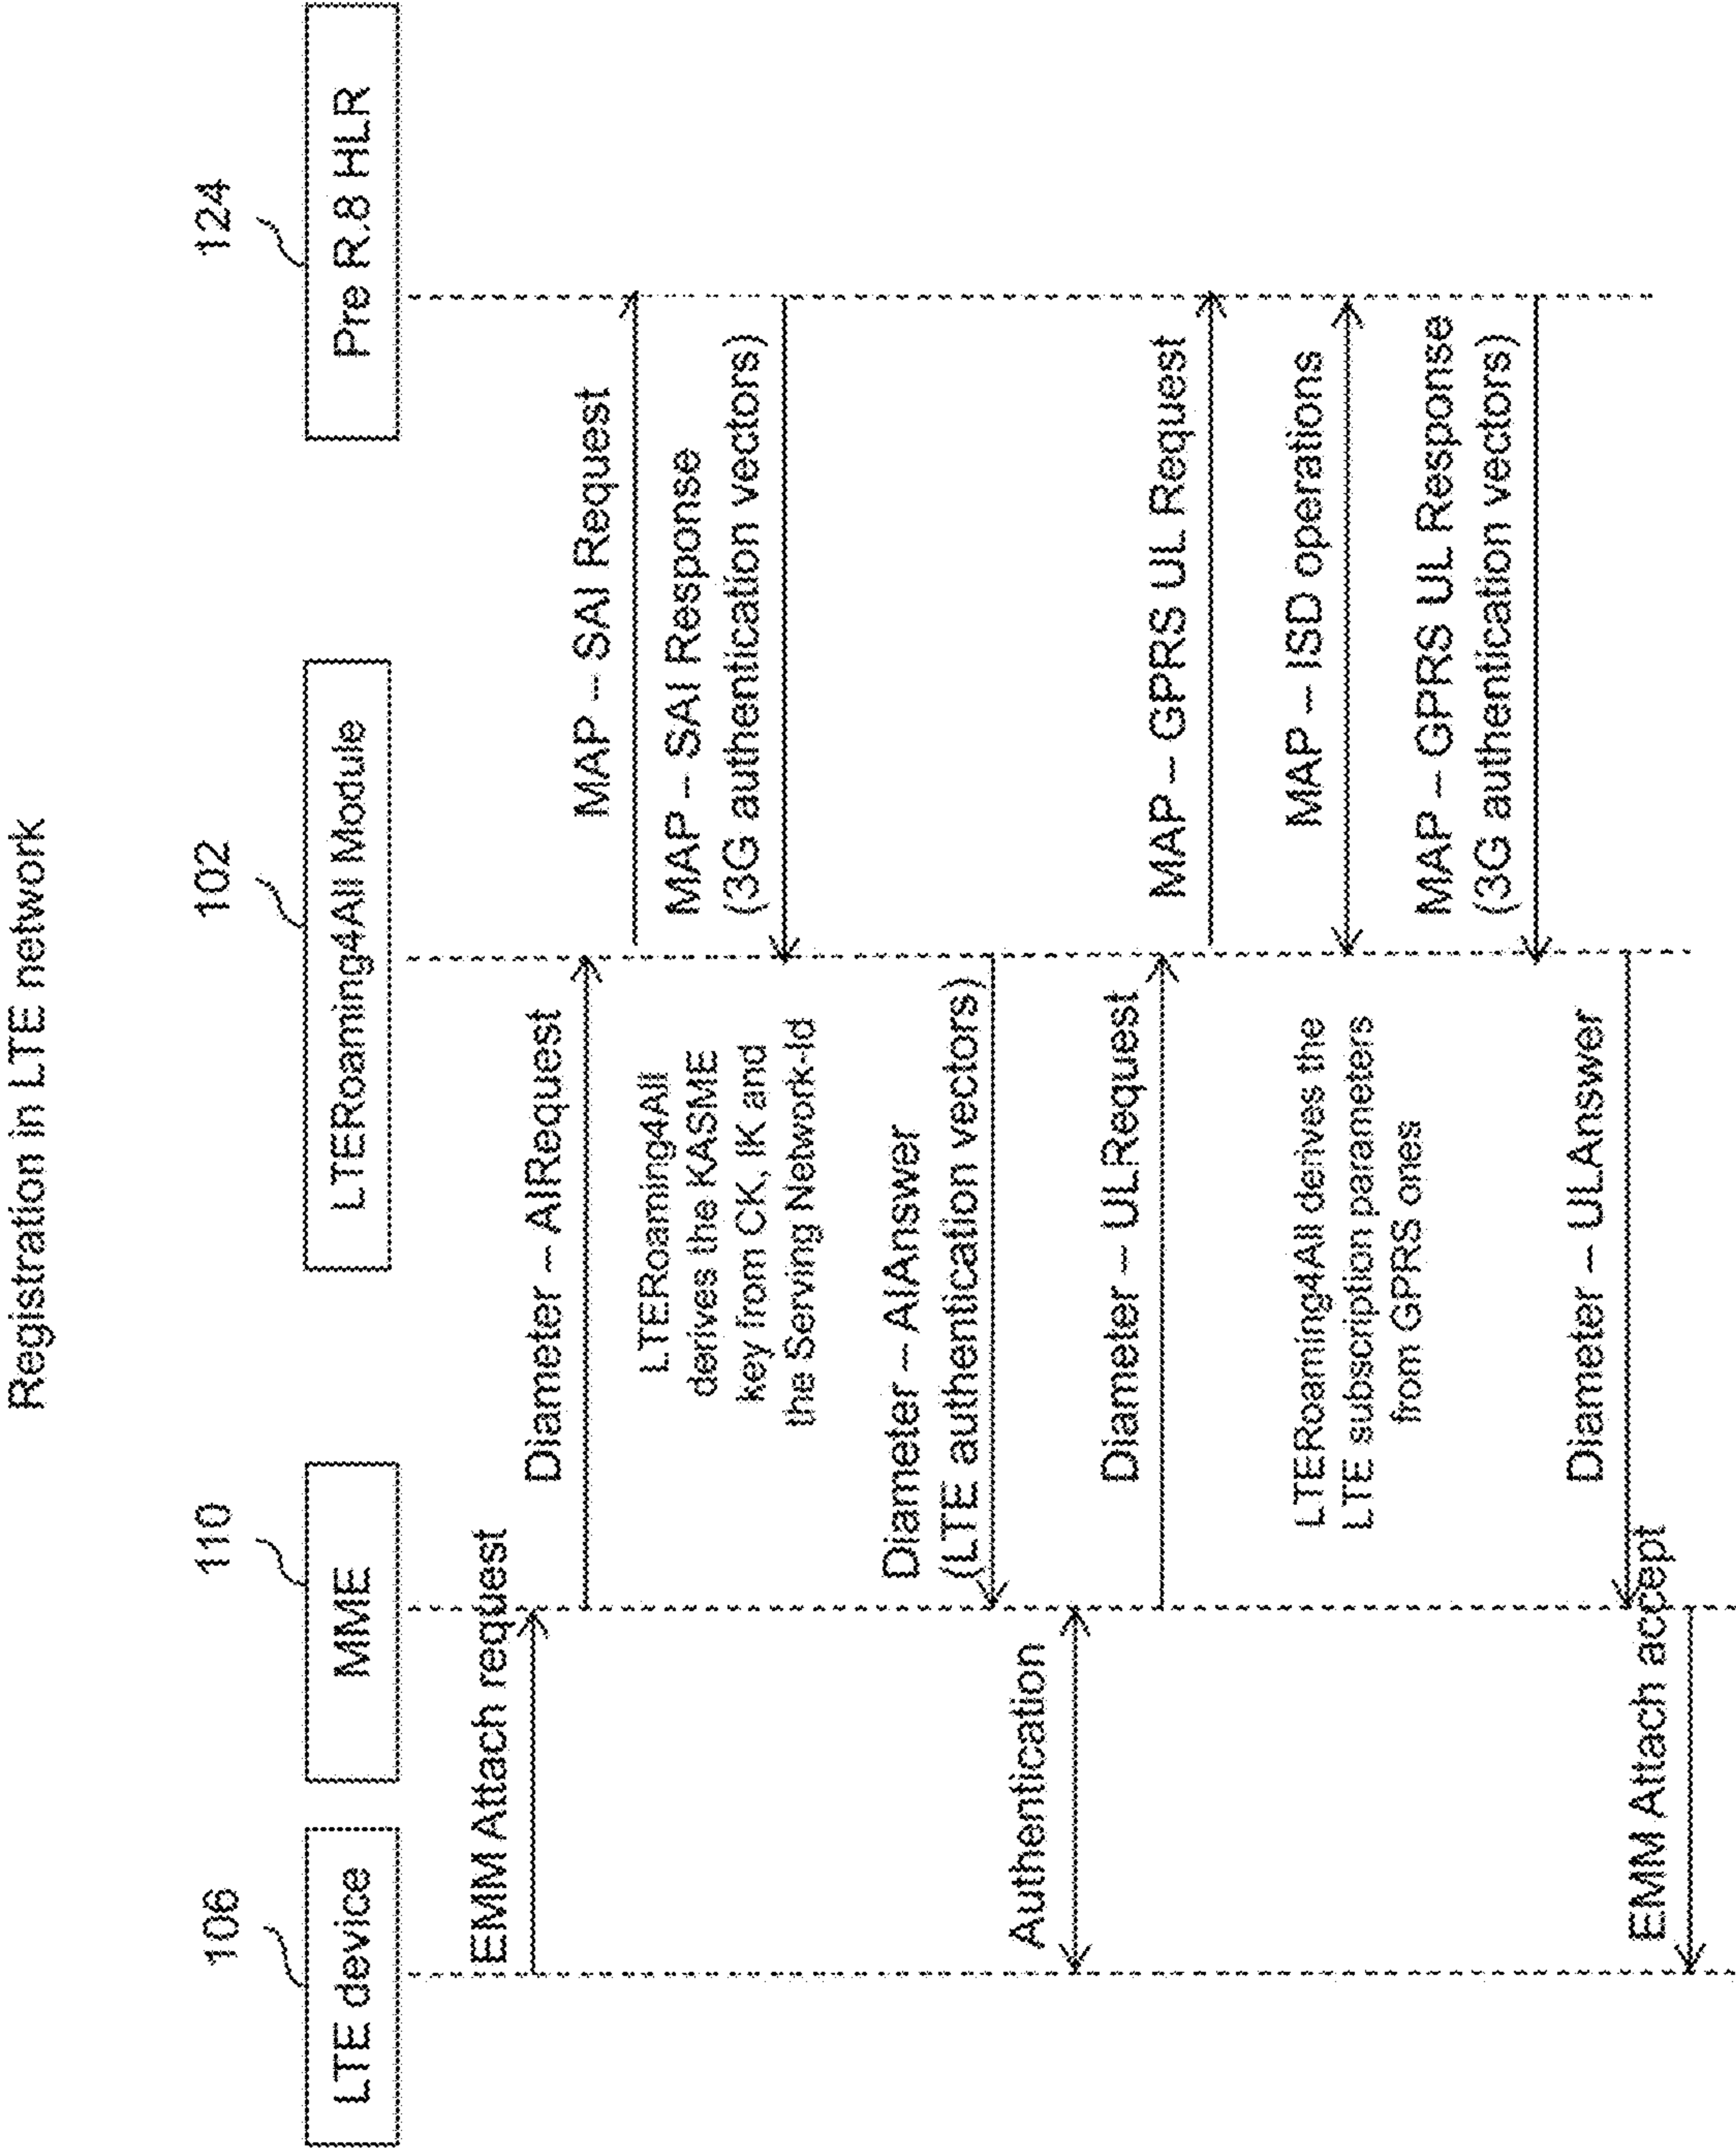 Registration in LTE network
106
110
102
124
LTE device
MME
LTERoaming4All Module
Pre R.8 HLR
EMM Attach request
Diameter – AIRequest
MAP – SAI Request
LTERoaming4All
derives the KASME
key from CK, IK and
the Serving Network-Id
MAP – SAI Response
(3G authentication vectors)
Diameter – AIAnswer
(LTE authentication vectors)
Authentication
Diameter – ULRequest
MAP – GPRS UL Request
LTERoaming4All derives the
LTE subscription parameters
from GPRS ones
MAP – ISD operations
MAP – GPRS UL Response
(3G authentication vectors)
Diameter – ULAnswer
EMM Attach accept